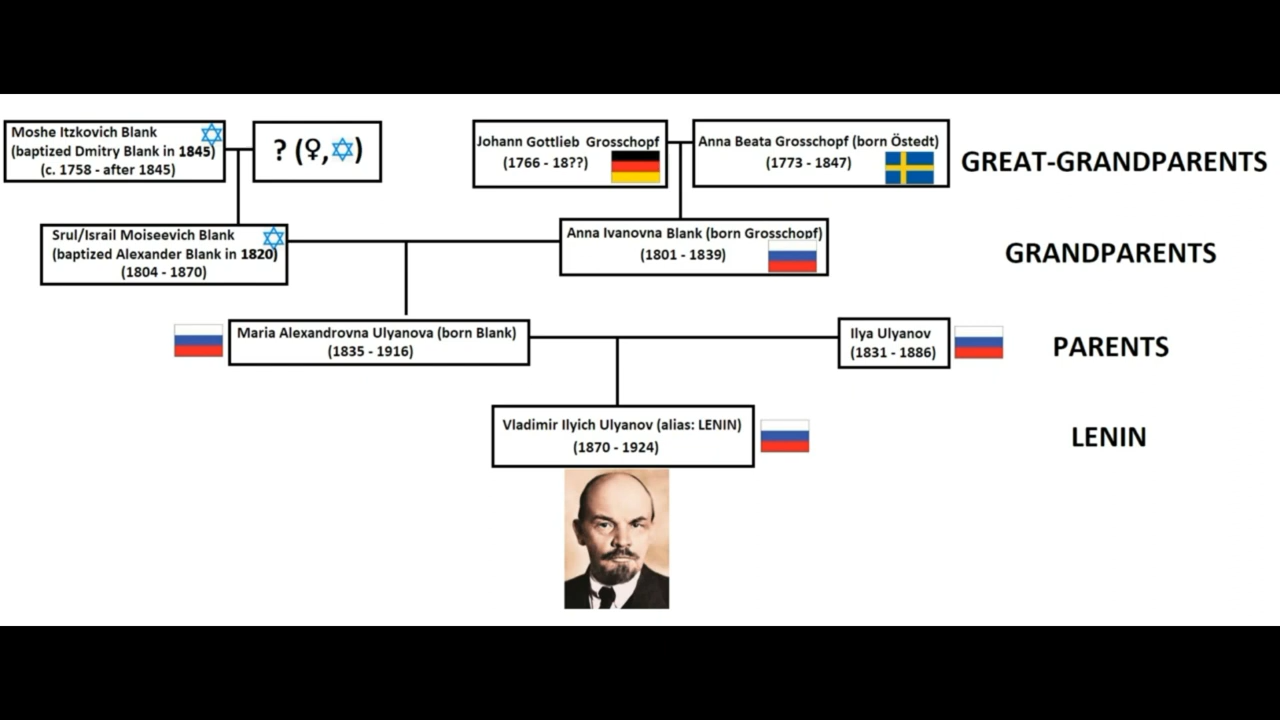 Moshe Itzkovich Blank
(baptized Dmitry Blank in 1845)
(c. 1758 - after 1845)
? (♀,✡)
Johann Gottlieb Grosschopf
(1766 - 18??)
Anna Beata Grosschopf (born Östedt)
(1773 - 1847)
GREAT-GRANDPARENTS
Srul/Israil Moiseevich Blank
(baptized Alexander Blank in 1820)
(1804 - 1870)
Anna Ivanovna Blank (born Grosschopf)
(1801 - 1839)
GRANDPARENTS
Maria Alexandrovna Ulyanova (born Blank)
(1835 - 1916)
Ilya Ulyanov
(1831 - 1886)
PARENTS
Vladimir Ilyich Ulyanov (alias: LENIN)
(1870 - 1924)
LENIN